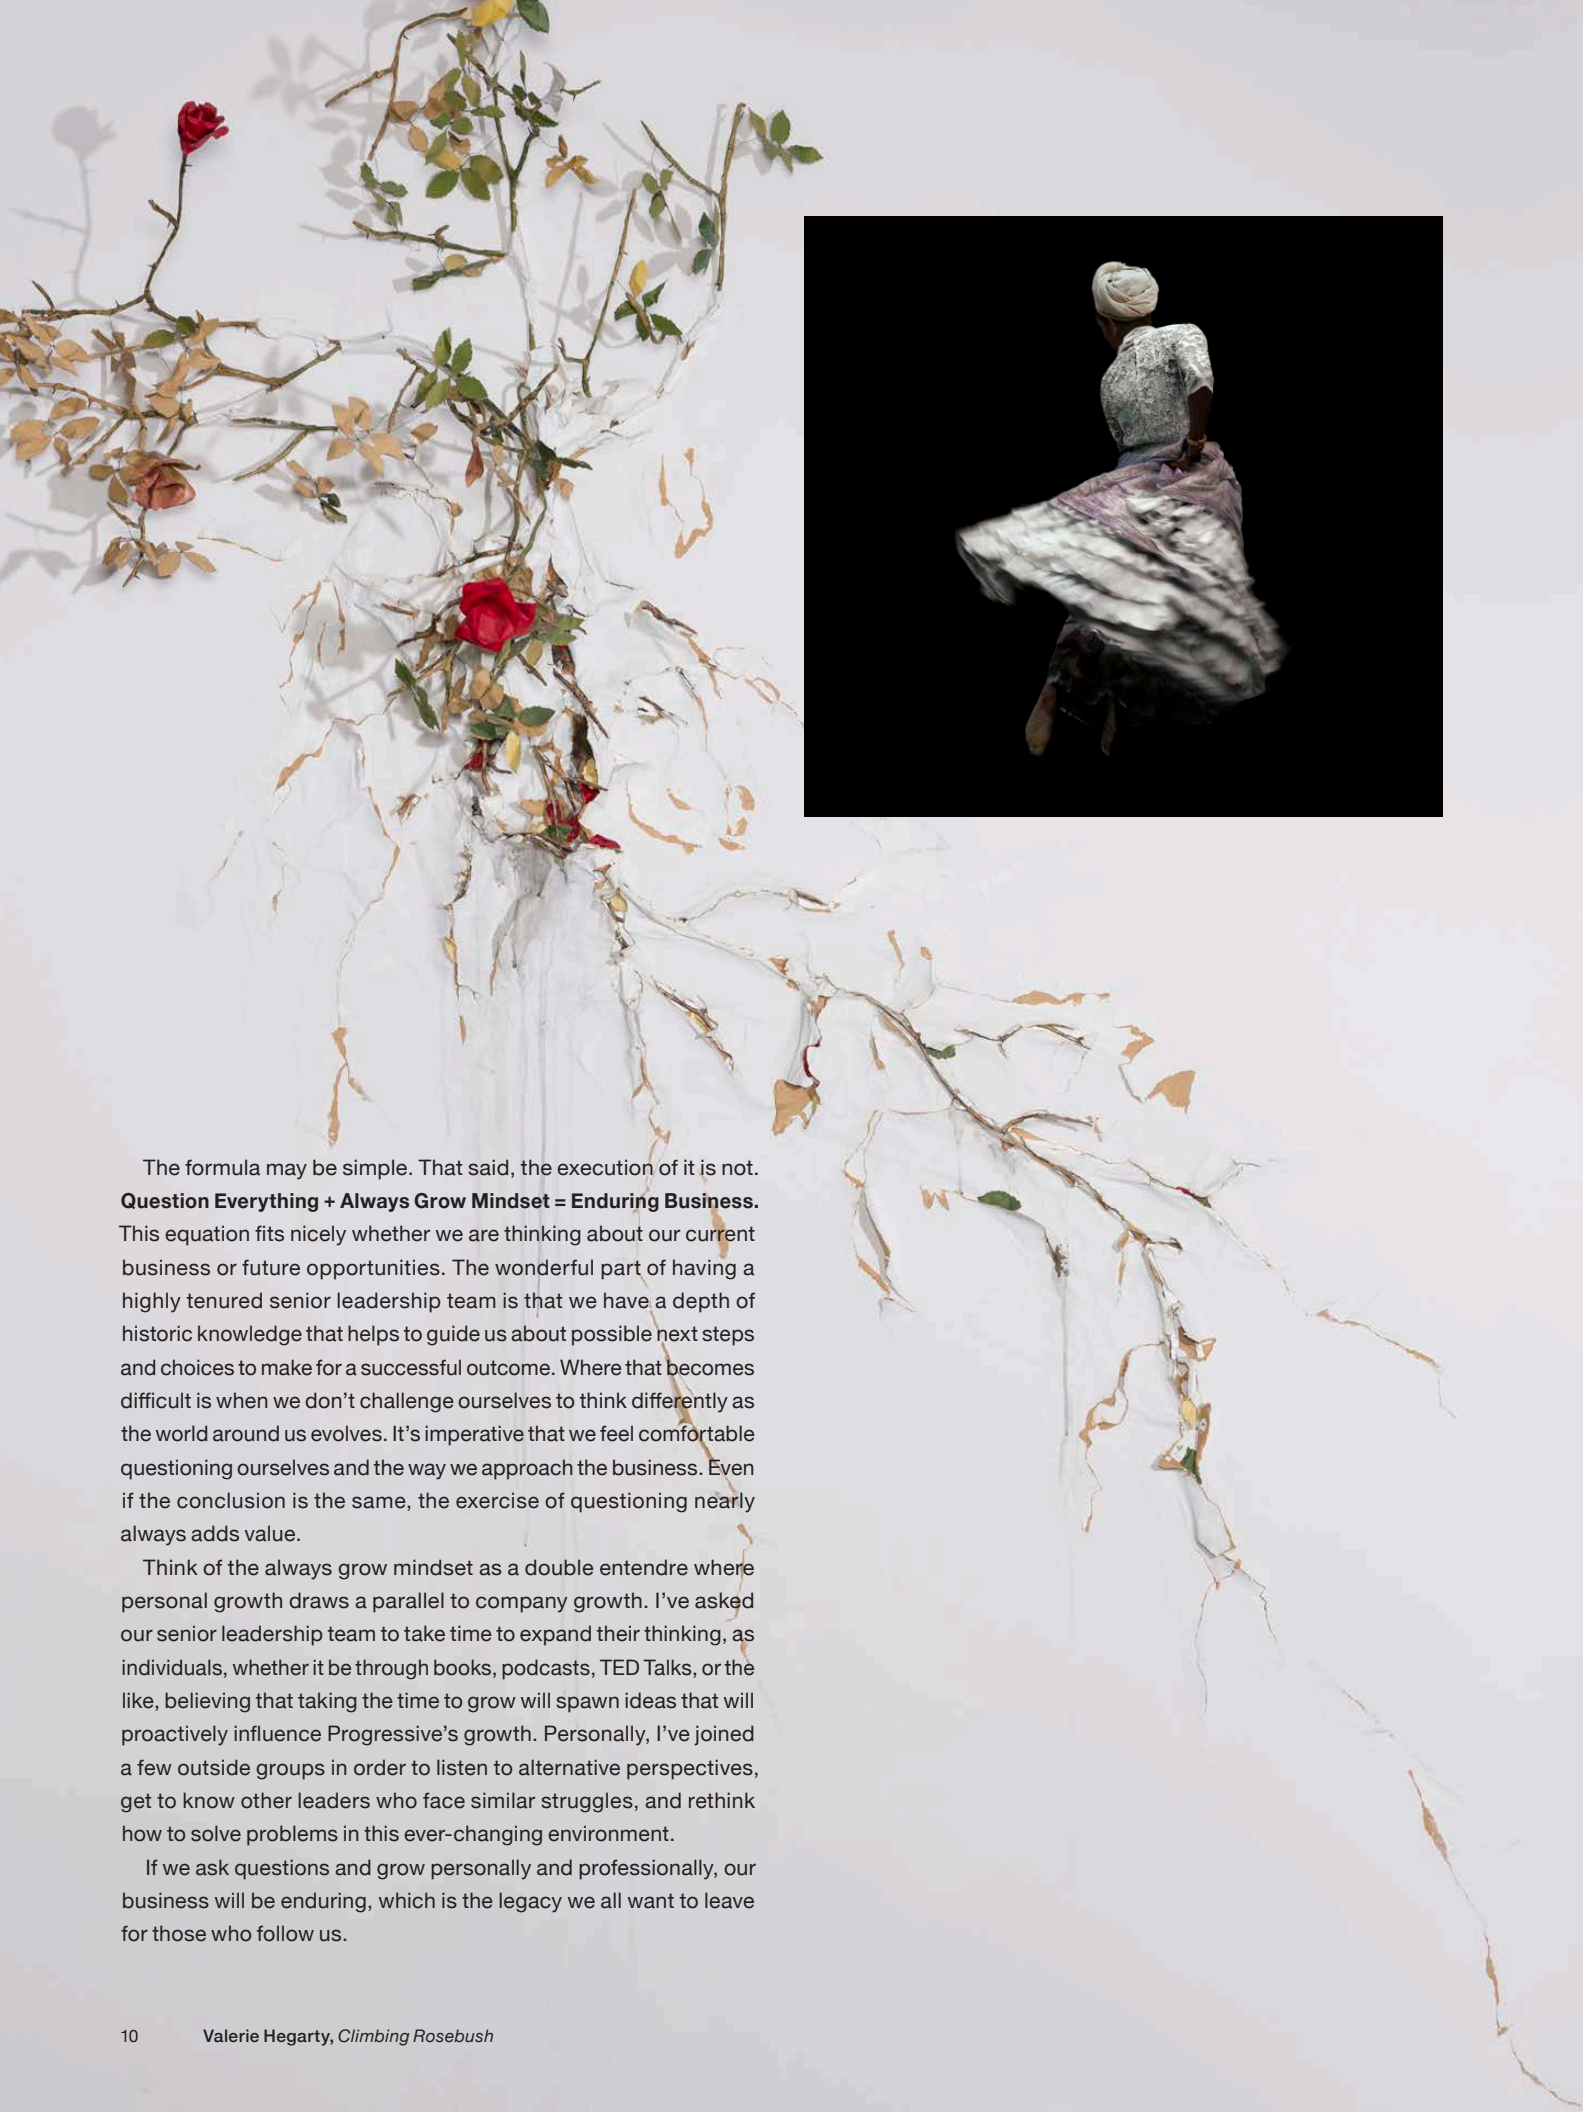 The formula may be simple. That said, the execution of it is not.
Question Everything + Always Grow Mindset = Enduring Business.
This equation fits nicely whether we are thinking about our current
business or future opportunities. The wonderful part of having a
highly tenured senior leadership team is that we have a depth of
historic knowledge that helps to guide us about possible next steps
and choices to make for a successful outcome. Where that becomes
difficult is when we don’t challenge ourselves to think differently as
the world around us evolves. It’s imperative that we feel comfortable
questioning ourselves and the way we approach the business. Even
if the conclusion is the same, the exercise of questioning nearly
always adds value.
Think of the always grow mindset as a double entendre where
personal growth draws a parallel to company growth. I’ve asked
our senior leadership team to take time to expand their thinking, as
individuals, whether it be through books, podcasts, TED Talks, or the
like, believing that taking the time to grow will spawn ideas that will
proactively influence Progressive’s growth. Personally, I’ve joined
a few outside groups in order to listen to alternative perspectives,
get to know other leaders who face similar struggles, and rethink
how to solve problems in this ever-changing environment.
If we ask questions and grow personally and professionally, our
business will be enduring, which is the legacy we all want to leave
for those who follow us.
10 Valerie Hegarty, Climbing Rosebush